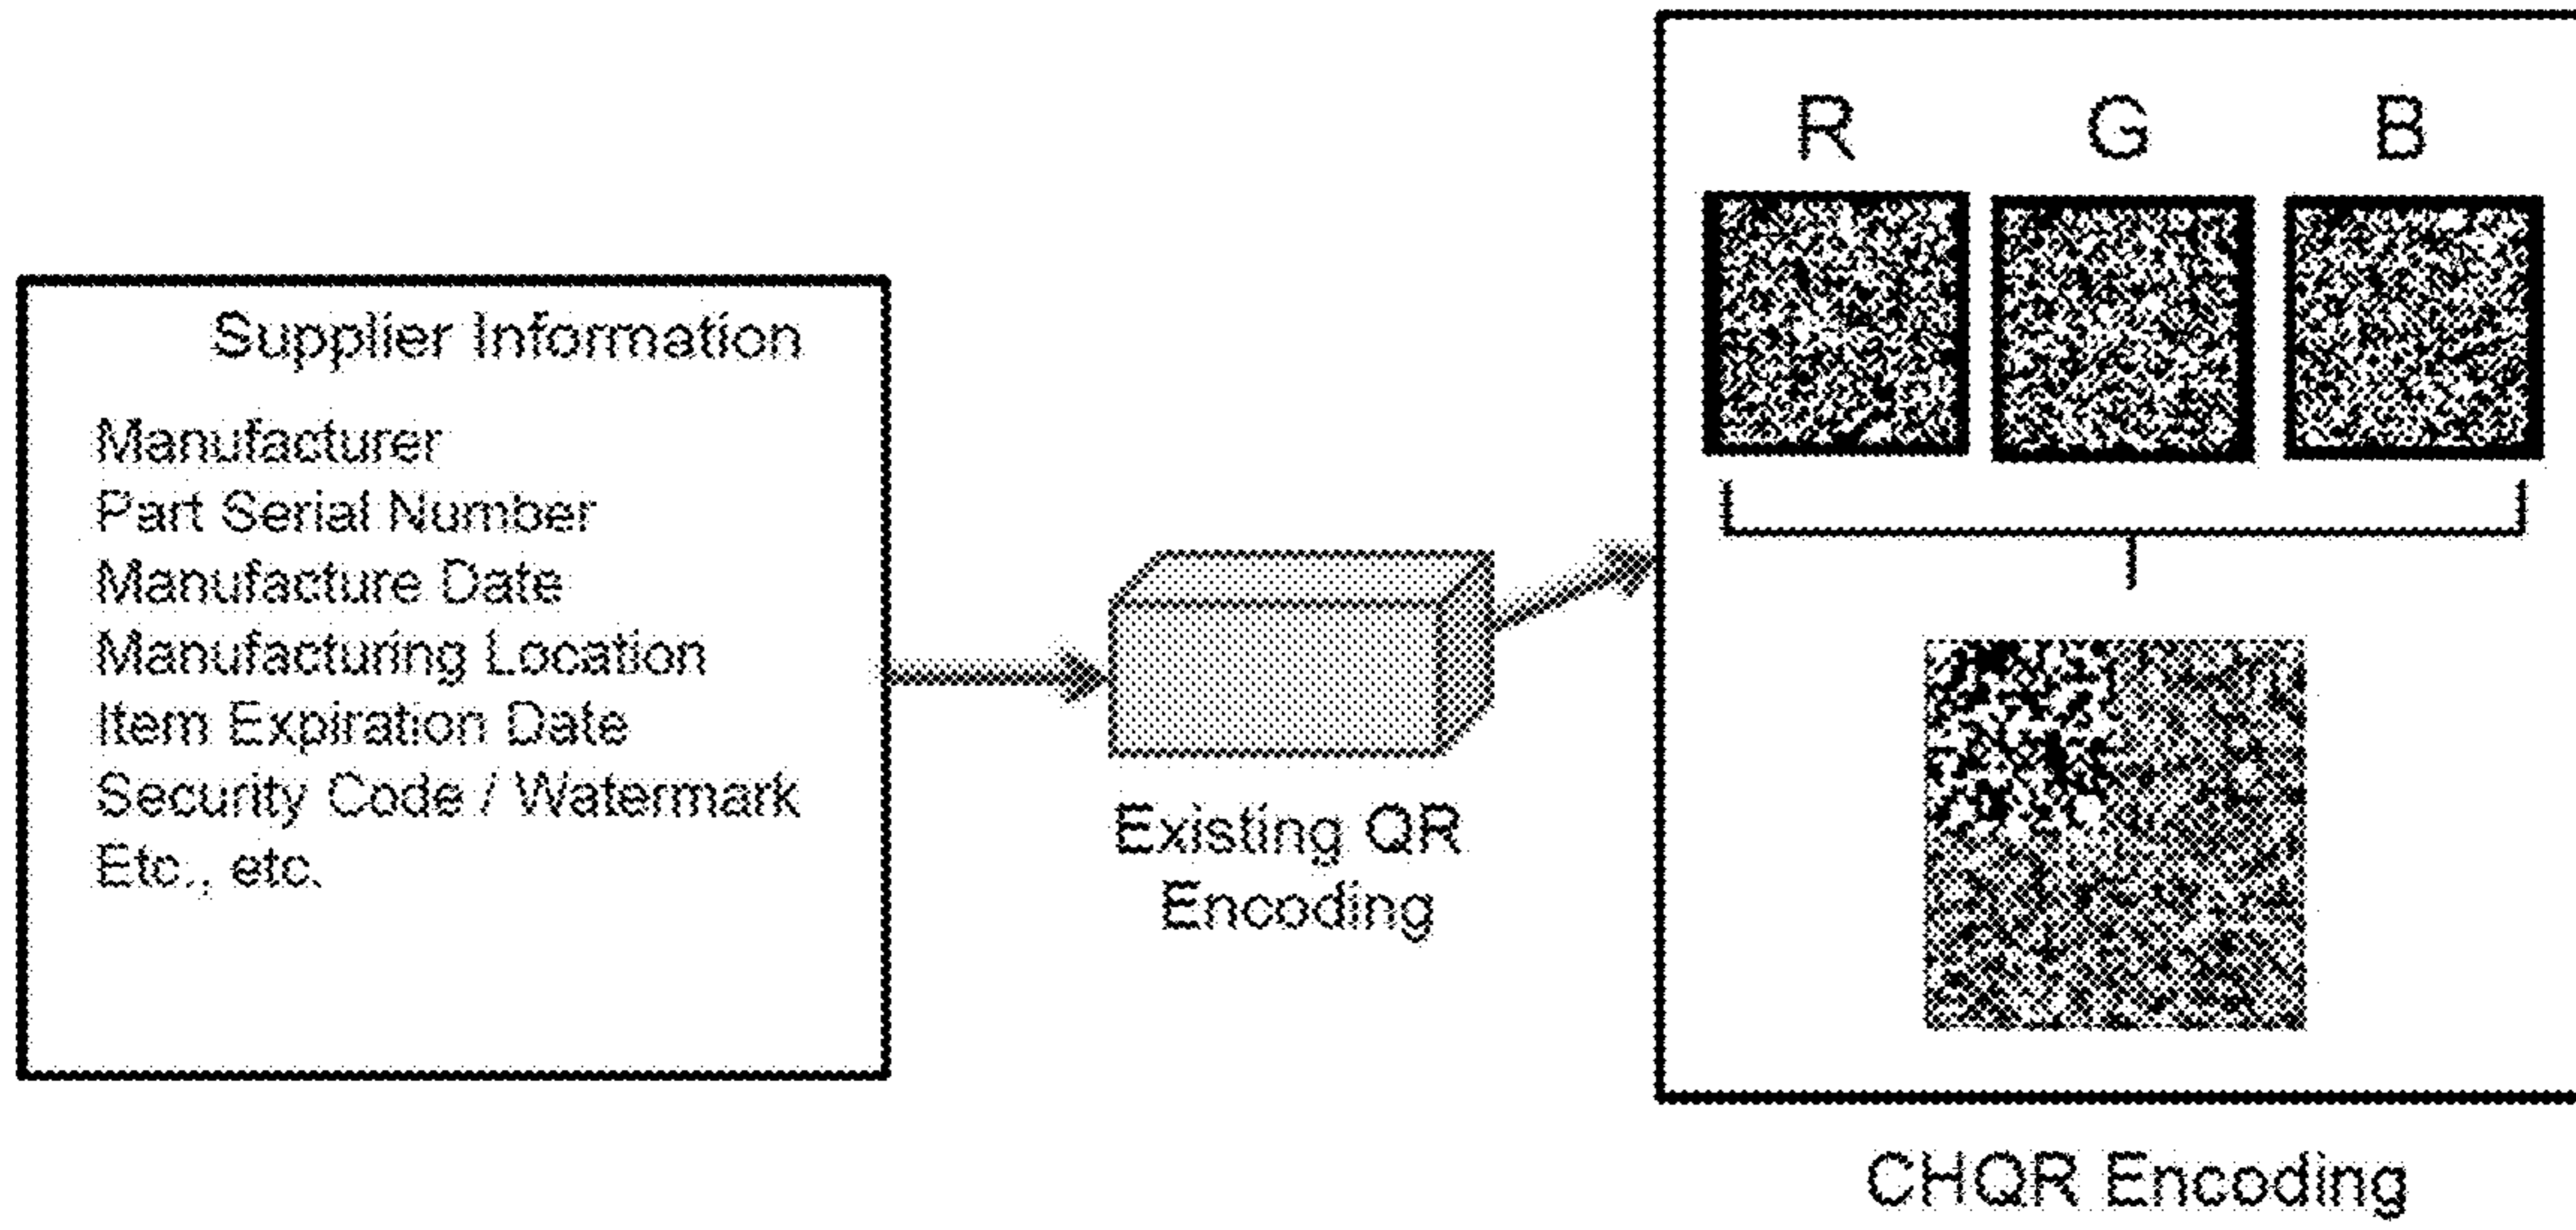 Supplier Information
Manufacturer
Part Serial Number
Manufacture Date
Manufacturing Location
Item Expiration Date
Security Code / Watermark
Etc., etc.
Existing QR
Encoding
R G B
CHQR Encoding